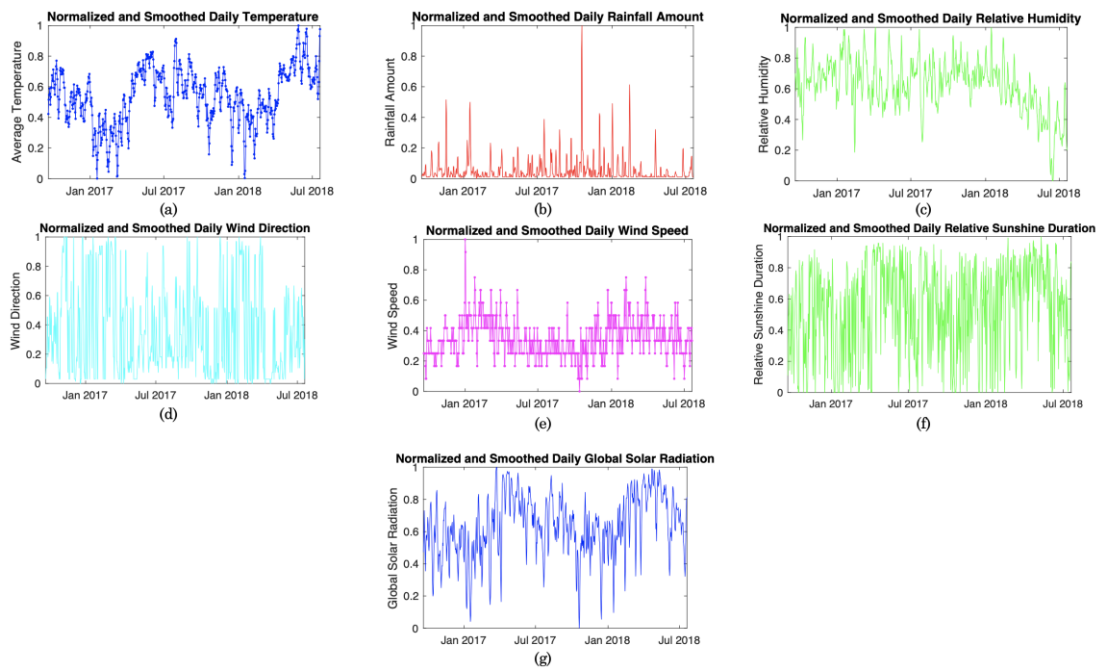 Normalized and Smoothed Daily Temperature
Average Temperature
1
0.8
0.6
0.4
0.2
0
Jan 2017 Jul 2017 Jan 2018 Jul 2018
(a)
Normalized and Smoothed Daily Rainfall Amount
Rainfall Amount
1
0.8
0.6
0.4
0.2
0
Jan 2017 Jul 2017 Jan 2018 Jul 2018
(b)
Normalized and Smoothed Daily Relative Humidity
Relative Humidity
1
0.8
0.6
0.4
0.2
0
Jan 2017 Jul 2017 Jan 2018 Jul 2018
(c)
Normalized and Smoothed Daily Wind Direction
Wind Direction
1
0.8
0.6
0.4
0.2
0
Jan 2017 Jul 2017 Jan 2018 Jul 2018
(d)
Normalized and Smoothed Daily Wind Speed
Wind Speed
1
0.8
0.6
0.4
0.2
0
Jan 2017 Jul 2017 Jan 2018 Jul 2018
(e)
Normalized and Smoothed Daily Relative Sunshine Duration
Relative Sunshine Duration
1
0.8
0.6
0.4
0.2
0
Jan 2017 Jul 2017 Jan 2018 Jul 2018
(f)
Normalized and Smoothed Daily Global Solar Radiation
Global Solar Radiation
1
0.8
0.6
0.4
0.2
0
Jan 2017 Jul 2017 Jan 2018 Jul 2018
(g)